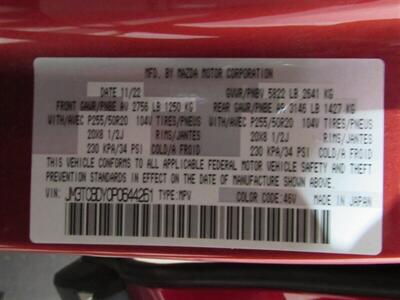 M.FD. BY MAZDA MOTOR CORPORATION
DATE 11/22 GVWR/PNBV 5822 LB 2641 KG
FRONT GAWR/PNBE AV 2756 LB 1250 KG REAR GAWR/PNBE AR 3146 LB 1427 KG
WITH/AVEC P255/50R20 104V TIRES/PNEUS WITH/AVEC P255/50R20 104V TIRES/PNEUS
20X8 1/2J RIMS/JANTES 20X8 1/2J RIMS/JANTES
230 KPA/34 PSI COLD/A FROID 230 KPA/34 PSI COLD/A FROID
THIS VEHICLE CONFORMS TO ALL APPLICABLE FEDERAL MOTOR VEHICLE SAFETY AND THEFT
PREVENTION STANDARDS IN EFFECT ON THE DATE OF MANUFACTURE SHOWN ABOVE.
VIN: JM3TCBDY0P0644261 TYPE: MPV COLOR CODE: 46V MADE IN JAPAN